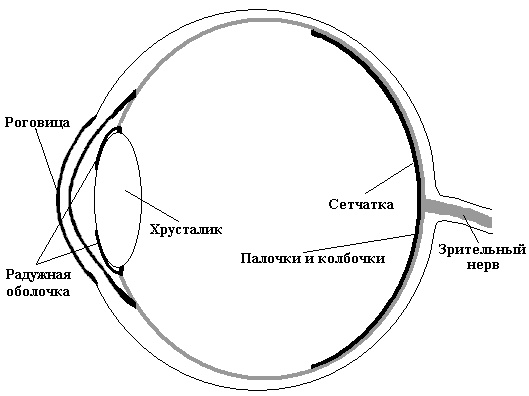 Роговица
Хрусталик
Радужная
оболочка
Сетчатка
Палочки и колбочки
Зрительный
нерв